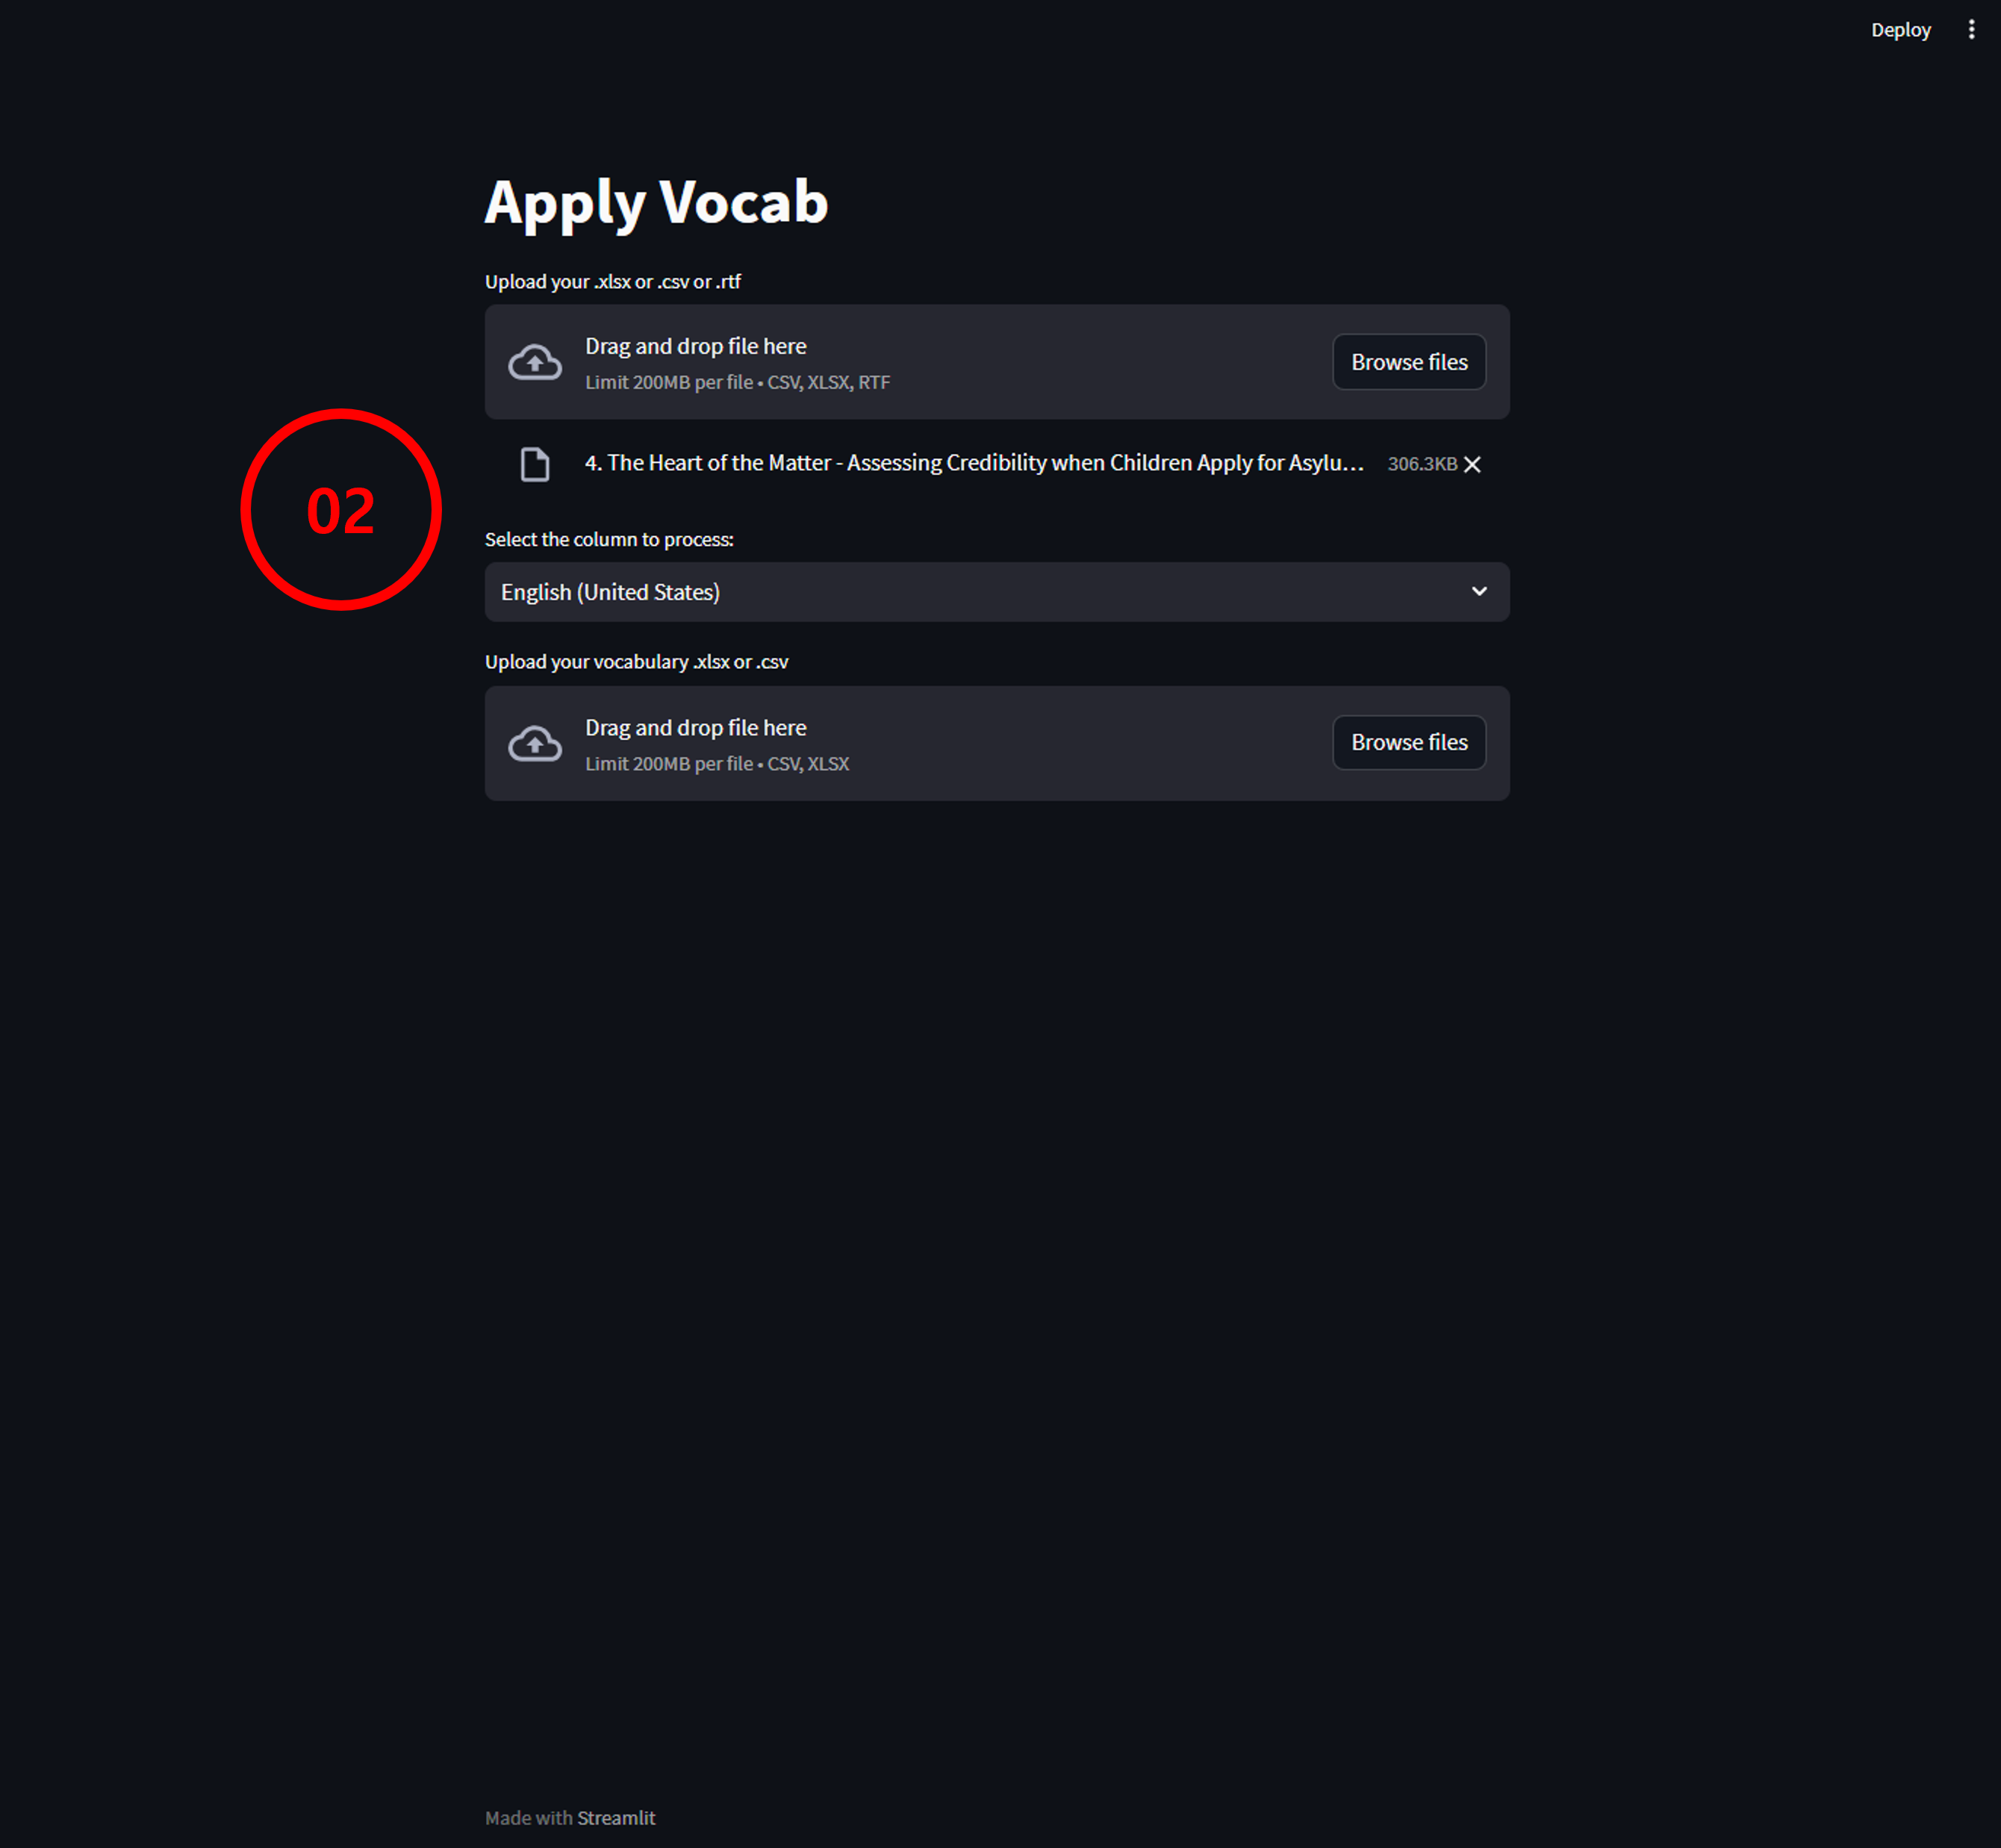 Deploy
Apply Vocab
Upload your .xlsx or .csv or .rtf
Drag and drop file here
Limit 200MB per file • CSV, XLSX, RTF
Browse files
4. The Heart of the Matter - Assessing Credibility when Children Apply for Asylu...
306.3KB
02
Select the column to process:
English (United States)
Upload your vocabulary .xlsx or .csv
Drag and drop file here
Limit 200MB per file • CSV, XLSX
Browse files
Made with Streamlit